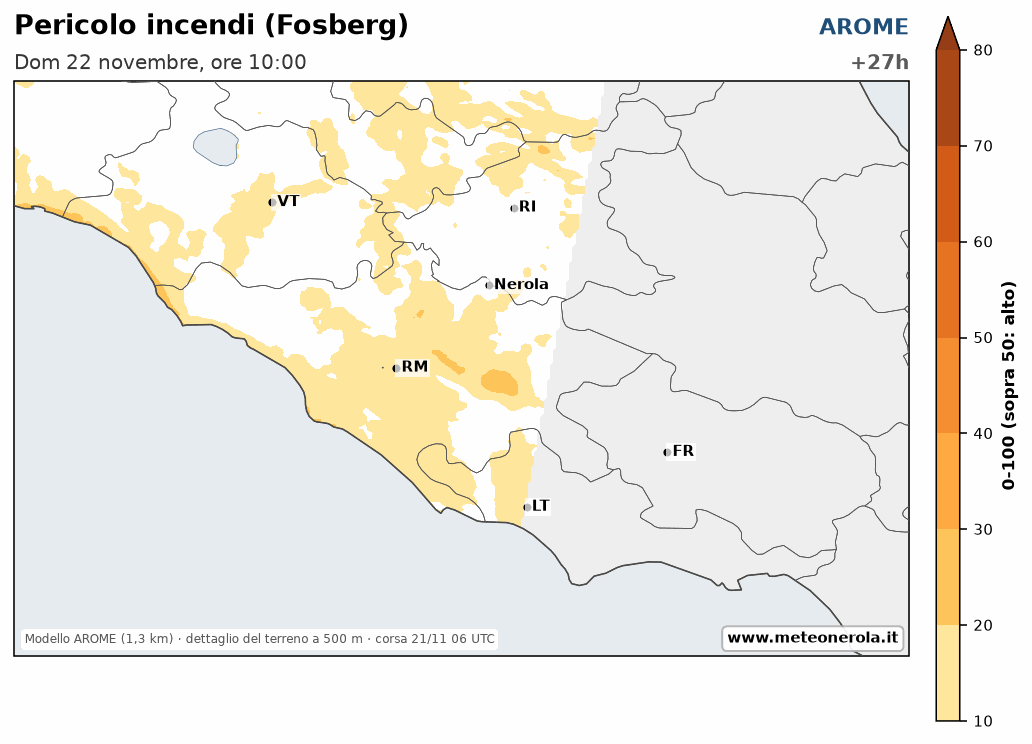 Pericolo incendi (Fosberg)
AROME
Dom 22 novembre, ore 10:00
+27h
VT
RI
Nerola
RM
FR
LT
Modello AROME (1,3 km) · dettaglio del terreno a 500 m · corsa 21/11 06 UTC
www.meteonerola.it
80
70
60
50
40
30
20
10
0-100 (sopra 50: alto)